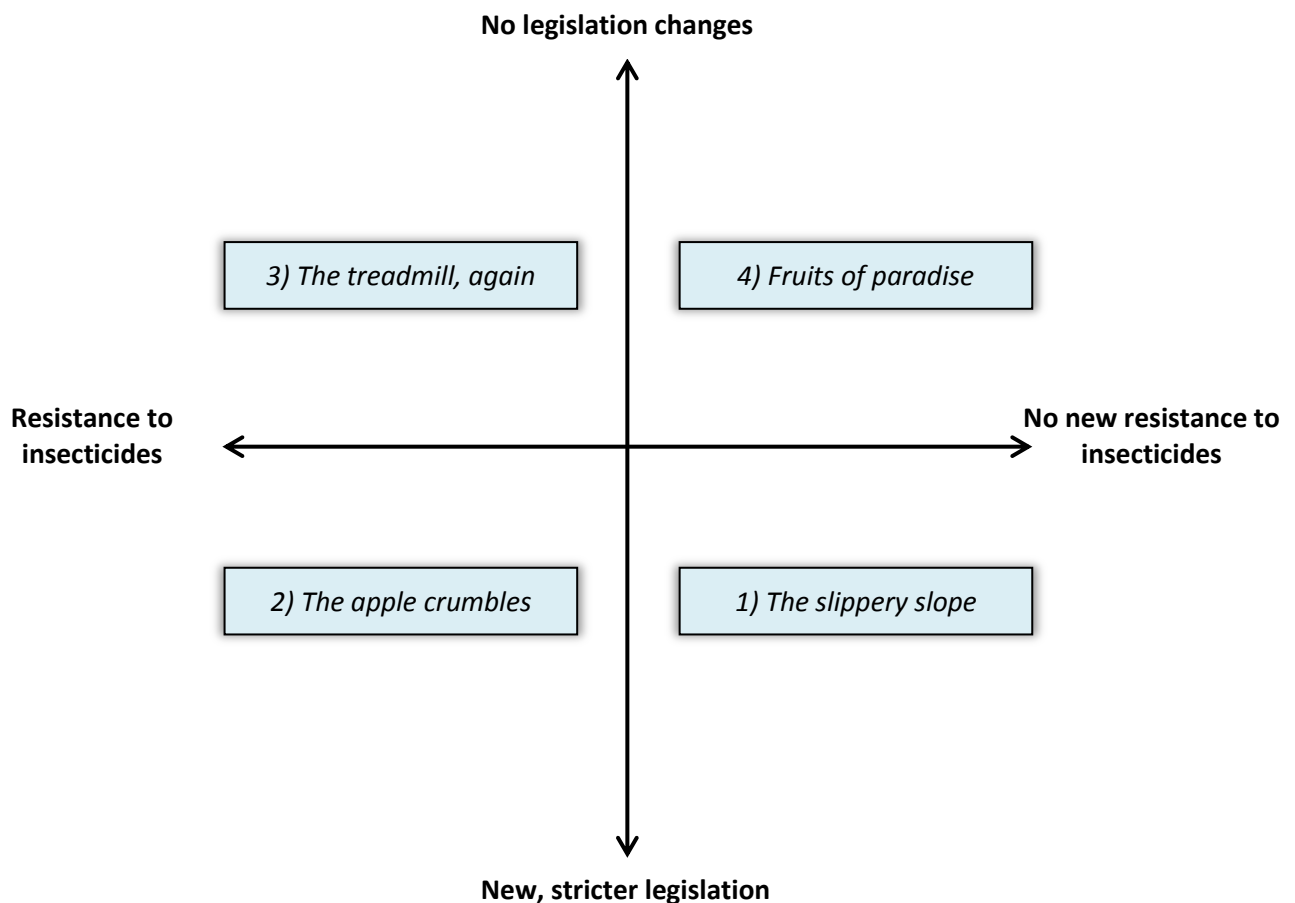 No legislation changes
3) The treadmill, again
4) Fruits of paradise
Resistance to
insecticides
No new resistance to
insecticides
2) The apple crumbles
1) The slippery slope
New, stricter legislation